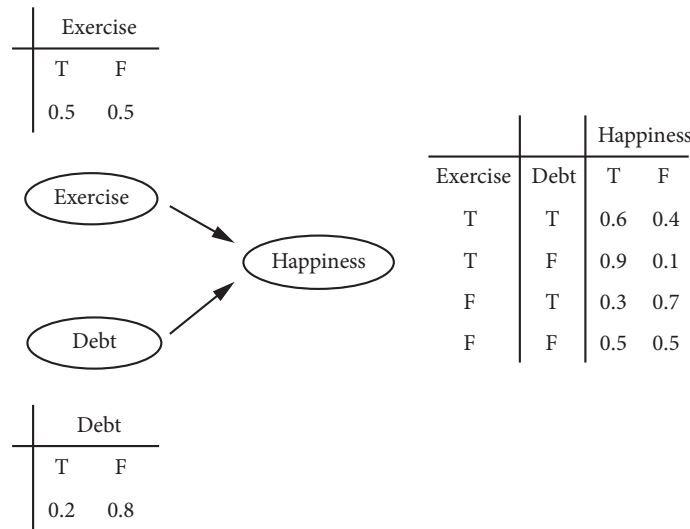 Exercise
T F
0.5 0.5
Exercise
Debt
Happiness
Happiness
Exercise Debt T F
T T 0.6 0.4
T F 0.9 0.1
F T 0.3 0.7
F F 0.5 0.5
Debt
T F
0.2 0.8